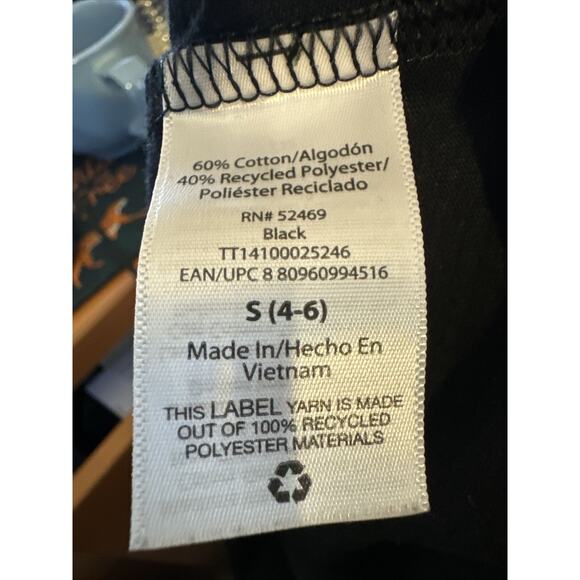 60% Cotton/Algodón
40% Recycled Polyester/
Poliéster Reciclado
RN# 52469
Black
TT14100025246
EAN/UPC 8 80960994516
S (4-6)
Made In/Hecho En
Vietnam
THIS LABEL YARN IS MADE
OUT OF 100% RECYCLED
POLYESTER MATERIALS